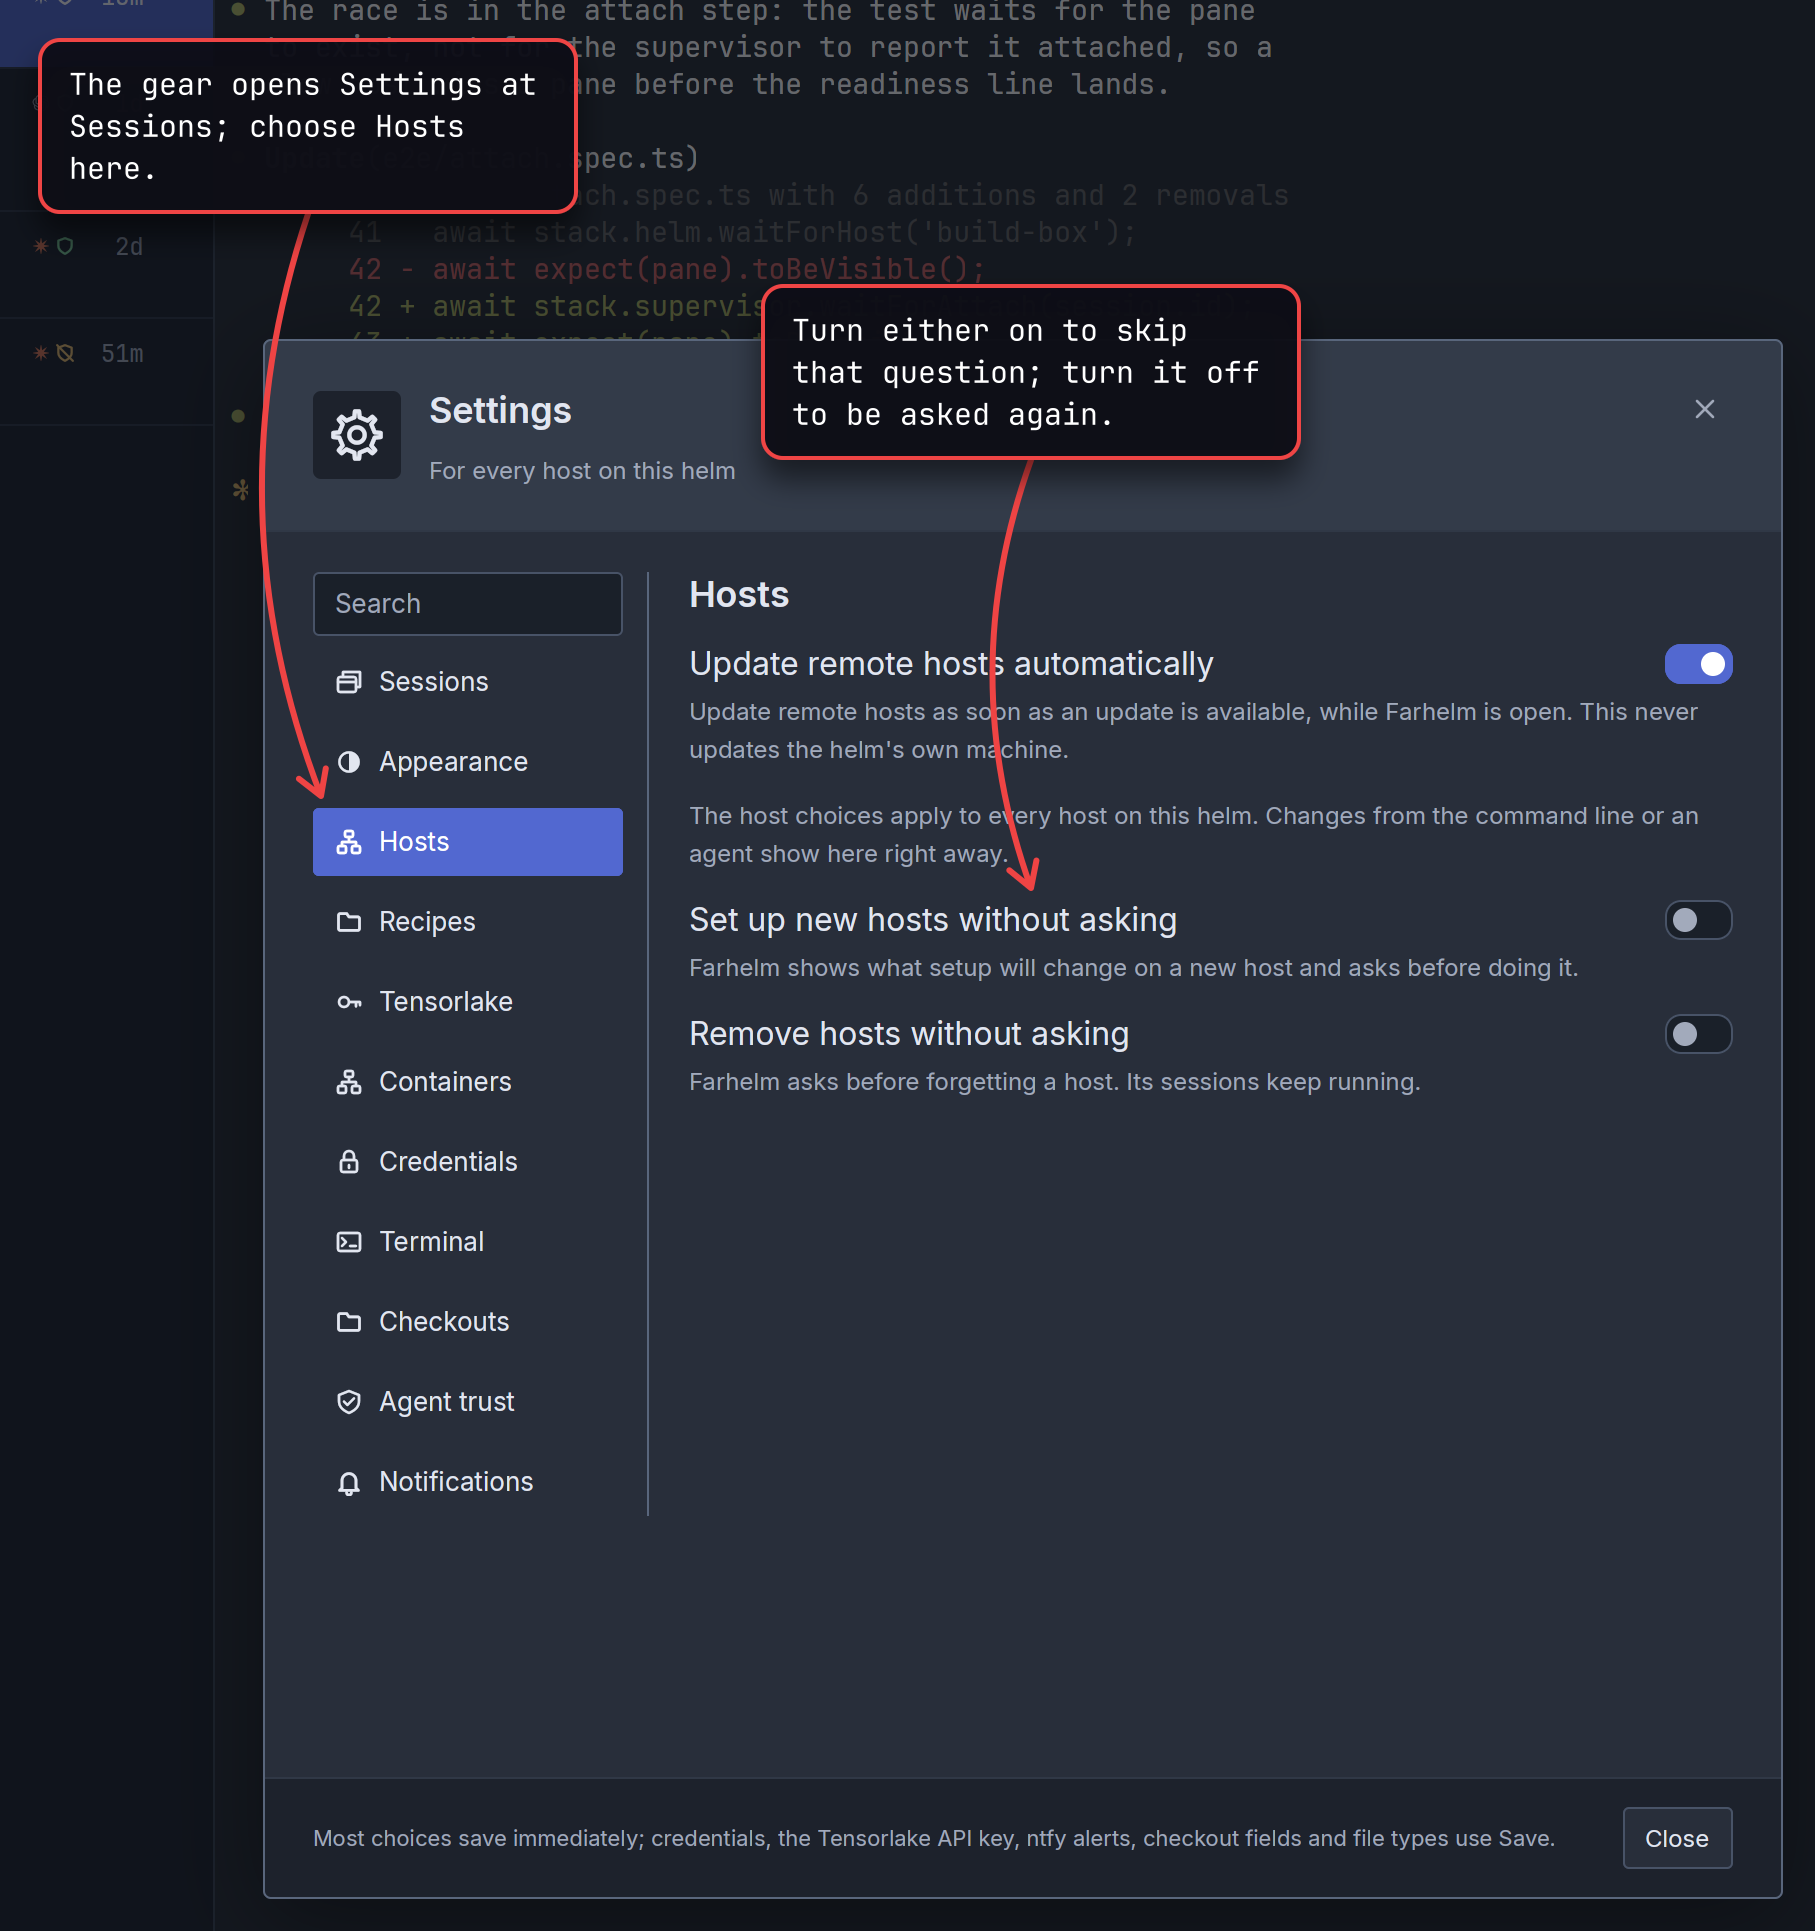 The race is in the attach step: the test waits for the pane
the supervisor to report it attached, so a
before the readiness line lands.
The gear opens Settings at
Sessions; choose Hosts
here.
spec.ts)
with 6 additions and 2 removals
41 await stack.helm.waitForHost('build-box');
2d
42 - await expect(pane).toBeVisible();
42 + await
51m
Turn either on to skip
that question; turn it off
to be asked again.
Settings
For every host on this helm
Search
Sessions
Appearance
Hosts
Recipes
Tensorlake
Containers
Credentials
Terminal
Checkouts
Agent trust
Notifications
Hosts
Update remote hosts automatically
Update remote hosts as soon as an update is available, while Farhelm is open. This never
updates the helm's own machine.
The host choices apply to every host on this helm. Changes from the command line or an
agent show here right away.
Set up new hosts without asking
Farhelm shows what setup will change on a new host and asks before doing it.
Remove hosts without asking
Farhelm asks before forgetting a host. Its sessions keep running.
Most choices save immediately; credentials, the Tensorlake API key, ntfy alerts, checkout fields and file types use Save.
Close